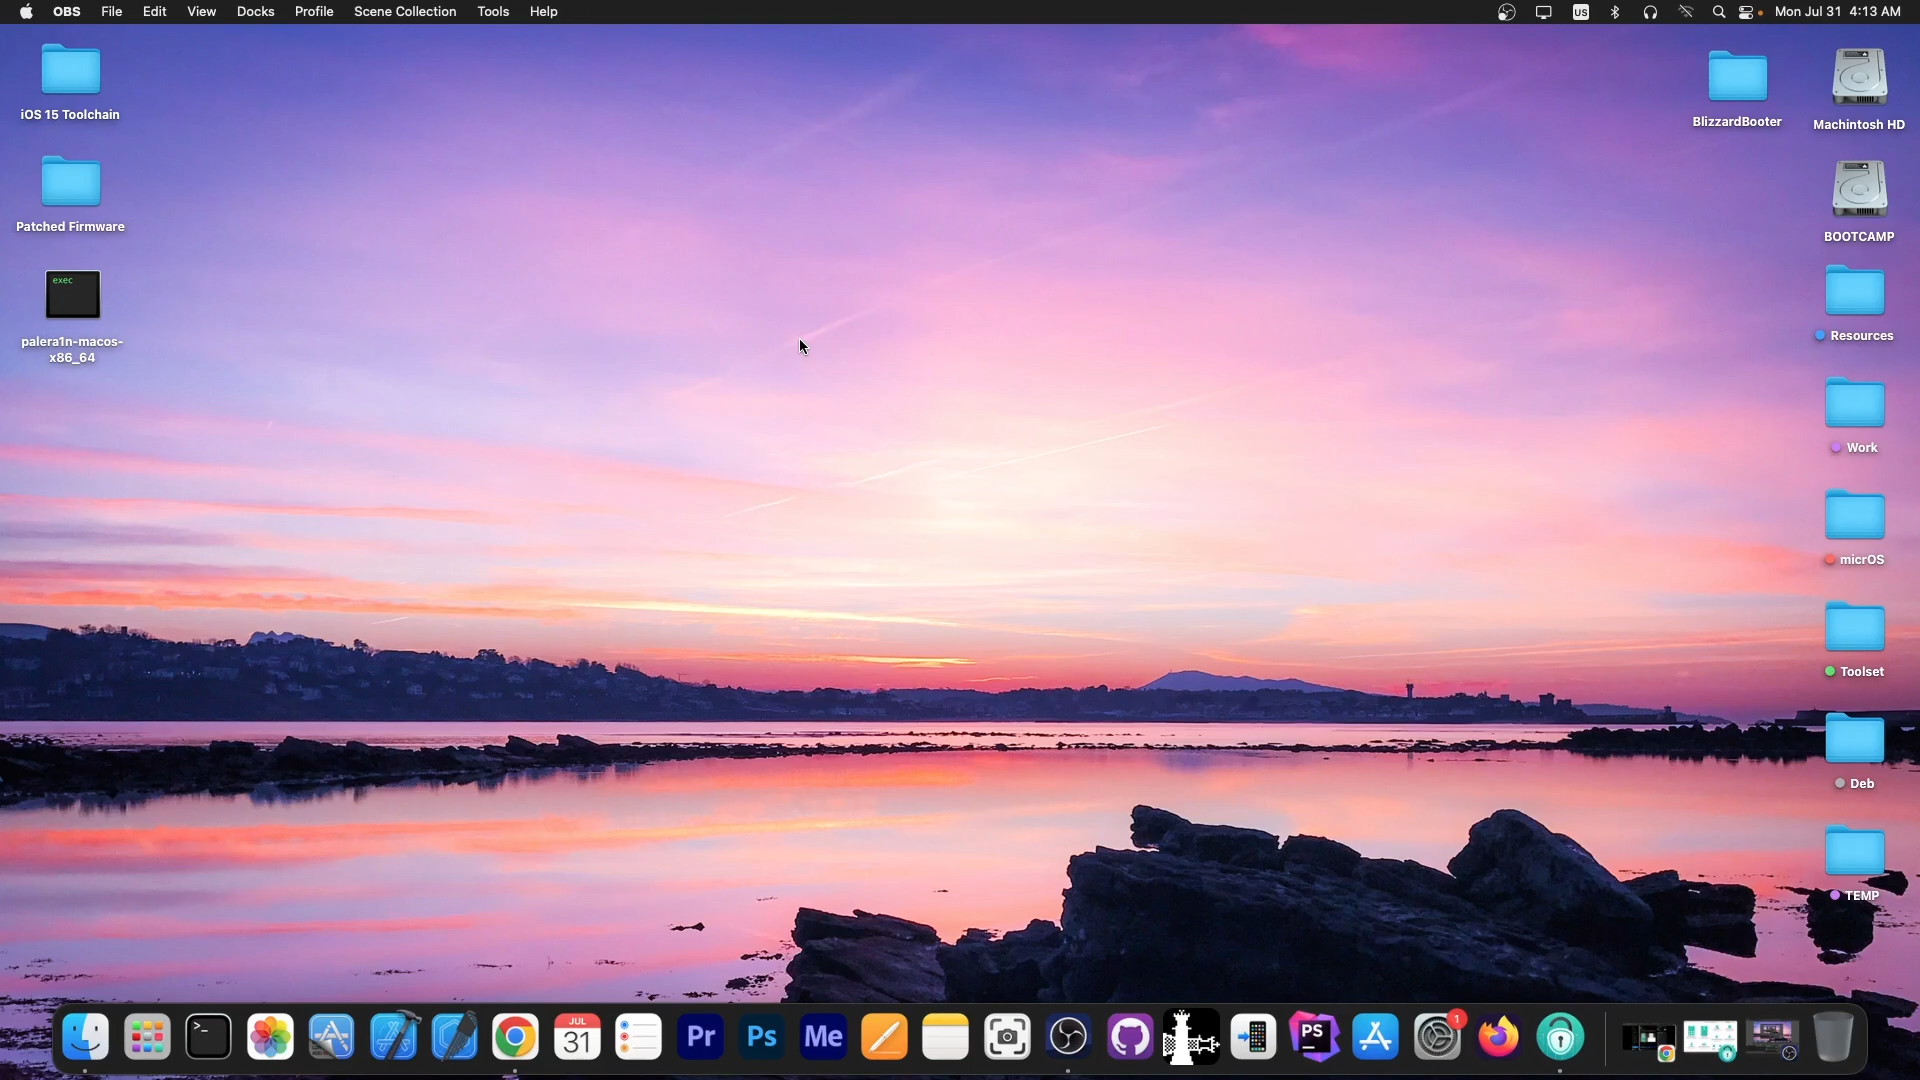 OBS File Edit View Docks Profile Scene Collection Tools Help
US Mon Jul 31 4:13 AM
iOS 15 Toolchain
Patched Firmware
exec
palera1n-macos-
x86_64
BlizzardBooter
Machintosh HD
BOOTCAMP
Resources
Work
micrOS
Toolset
Deb
TEMP
>_
JUL
31
Pr
Ps
Me
PS
1